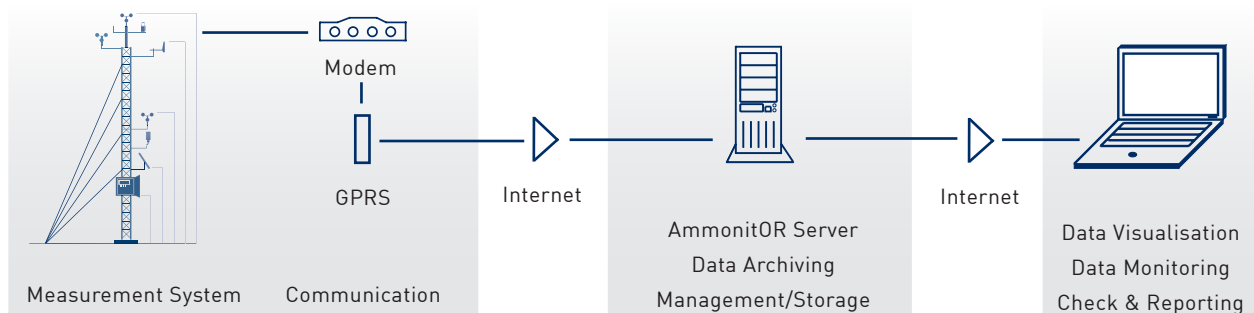 Modem
GPRS
Measurement System
Communication
Internet
AmmonitOR Server
Data Archiving
Management/Storage
Internet
Data Visualisation
Data Monitoring
Check & Reporting